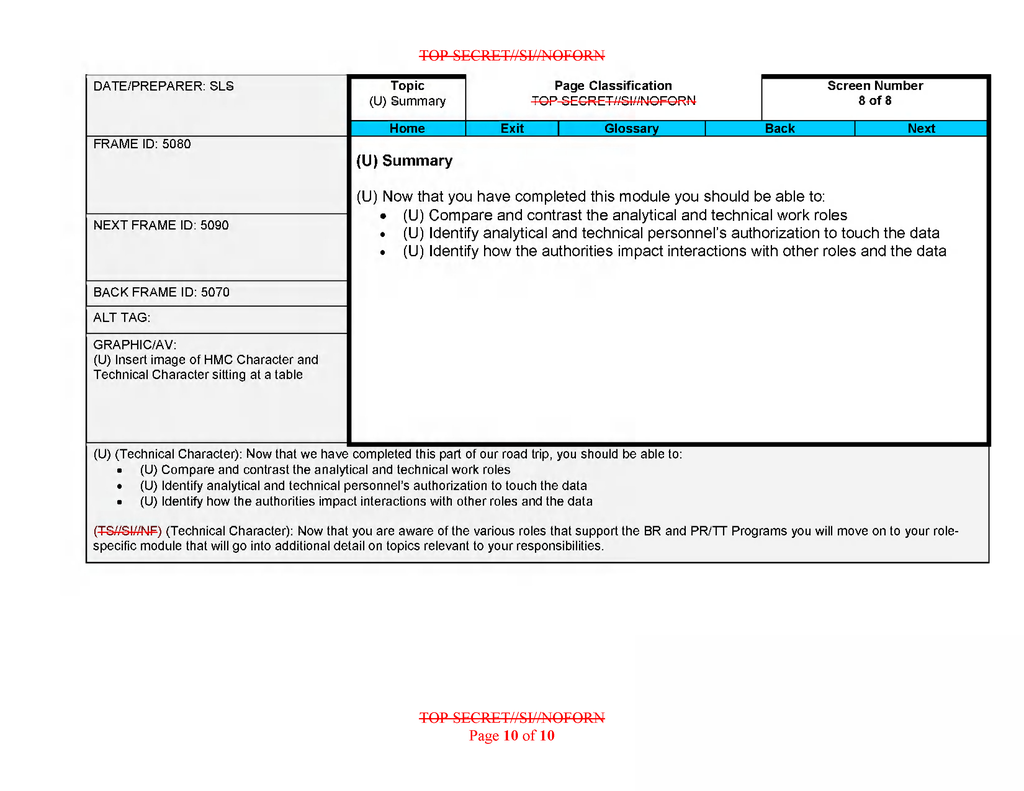 TOP SECRET//SI//NOFORN
DATE/PREPARER: SLS
Topic
(U) Summary
Page Classification
TOP SECRET//SI//NOFORN
Screen Number
8 of 8
Home Exit Glossary Back Next
FRAME ID: 5080
NEXT FRAME ID: 5090
BACK FRAME ID: 5070
ALT TAG:
GRAPHIC/AV:
(U) Insert image of HMC Character and
Technical Character sitting at a table
(U) Summary
(U) Now that you have completed this module you should be able to:
• (U) Compare and contrast the analytical and technical work roles
• (U) Identify analytical and technical personnel's authorization to touch the data
• (U) Identify how the authorities impact interactions with other roles and the data
(U) (Technical Character): Now that we have completed this part of our road trip, you should be able to:
• (U) Compare and contrast the analytical and technical work roles
• (U) Identify analytical and technical personnel's authorization to touch the data
• (U) Identify how the authorities impact interactions with other roles and the data
(TS//SI//NF) (Technical Character): Now that you are aware of the various roles that support the BR and PR/TT Programs you will move on to your role-
specific module that will go into additional detail on topics relevant to your responsibilities.
TOP SECRET//SI//NOFORN
Page 10 of 10